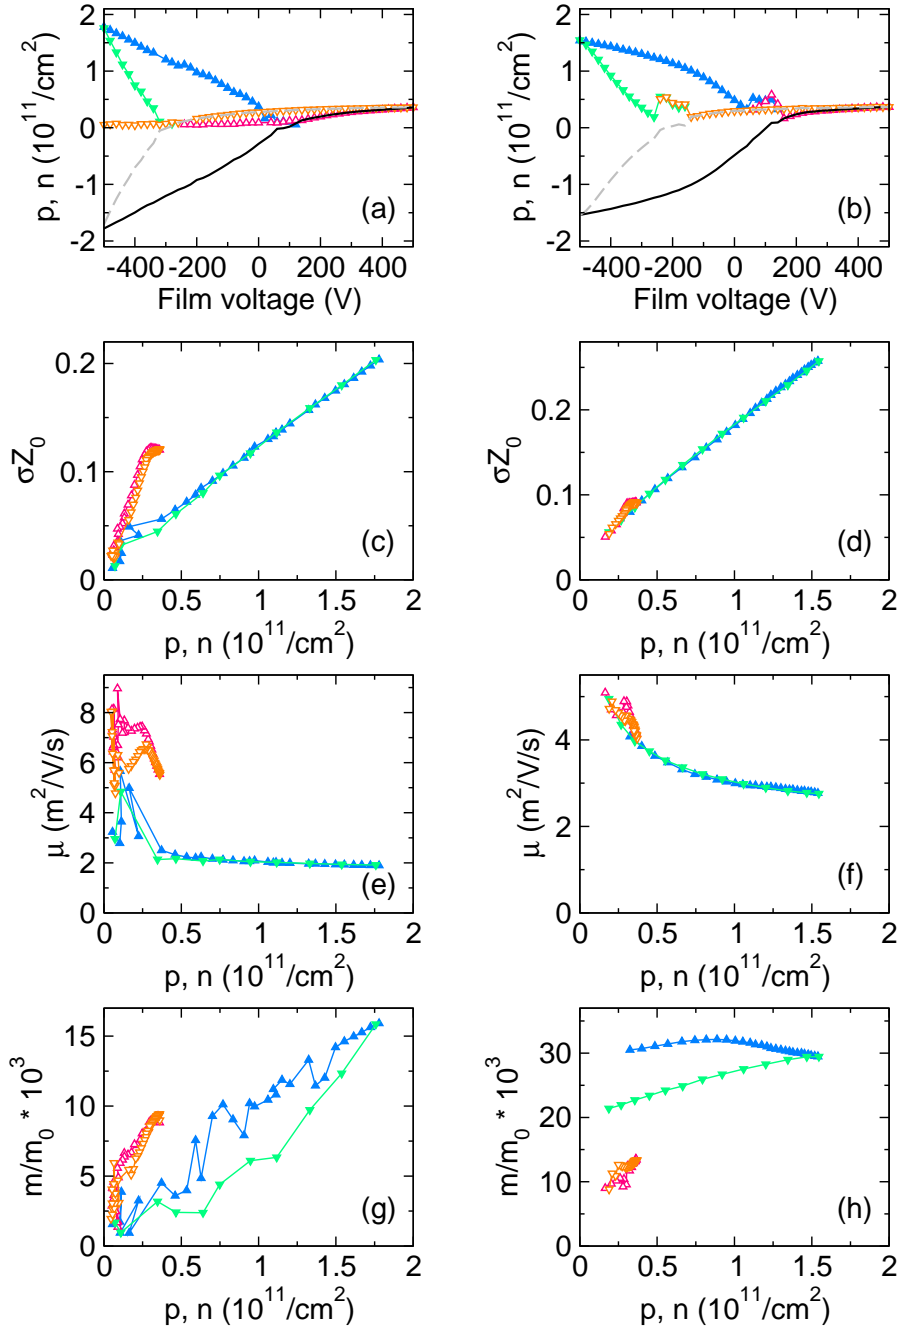 2
1
0
-1
-2
p, n (10^11/cm^2)
(a)
-400 -200 0 200 400
Film voltage (V)
2
1
0
-1
-2
p, n (10^11/cm^2)
(b)
-400 -200 0 200 400
Film voltage (V)
0.2
0.1
0
σZ_0
(c)
0 0.5 1 1.5 2
p, n (10^11/cm^2)
0.2
0.1
0
σZ_0
(d)
0 0.5 1 1.5 2
p, n (10^11/cm^2)
8
6
4
2
0
μ (m^2/V/s)
(e)
0 0.5 1 1.5 2
p, n (10^11/cm^2)
4
2
0
μ (m^2/V/s)
(f)
0 0.5 1 1.5 2
p, n (10^11/cm^2)
15
10
5
0
m/m_0 * 10^3
(g)
0 0.5 1 1.5 2
p, n (10^11/cm^2)
30
20
10
0
m/m_0 * 10^3
(h)
0 0.5 1 1.5 2
p, n (10^11/cm^2)